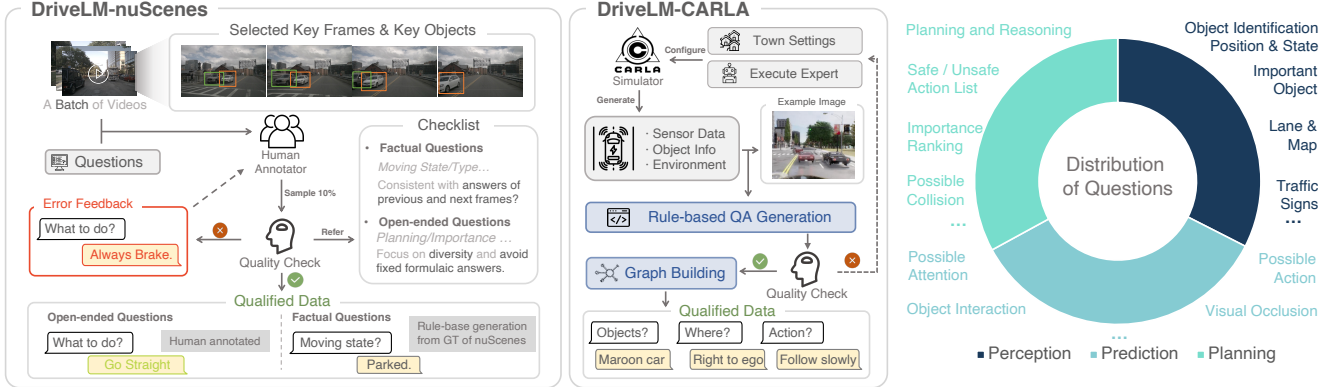 DriveLM-nuScenes
Selected Key Frames & Key Objects
A Batch of Videos
Questions
Human
Annotator
Sample 10%
Checklist
• Factual Questions
Moving State/Type…
Consistent with answers of
previous and next frames?
• Open-ended Questions
Planning/Importance …
Focus on diversity and avoid
fixed formulaic answers.
Error Feedback
What to do?
Always Brake.
Quality Check
Refer
Qualified Data
Open-ended Questions
What to do?
Human annotated
Go Straight
Factual Questions
Moving state?
Rule-base generation
from GT of nuScenes
Parked.
DriveLM-CARLA
CARLA
Simulator
Configure
Town Settings
Execute Expert
Generate
· Sensor Data
· Object Info
· Environment
Example Image
Rule-based QA Generation
Graph Building
Quality Check
Qualified Data
Objects?
Where?
Action?
Maroon car
Right to ego
Follow slowly
Planning and Reasoning
Safe / Unsafe
Action List
Importance
Ranking
Possible
Collision
...
Possible
Attention
Object Interaction
Distribution
of Questions
Object Identification
Position & State
Important
Object
Lane &
Map
Traffic
Signs
...
Possible
Action
Visual Occlusion
...
Perception
Prediction
Planning